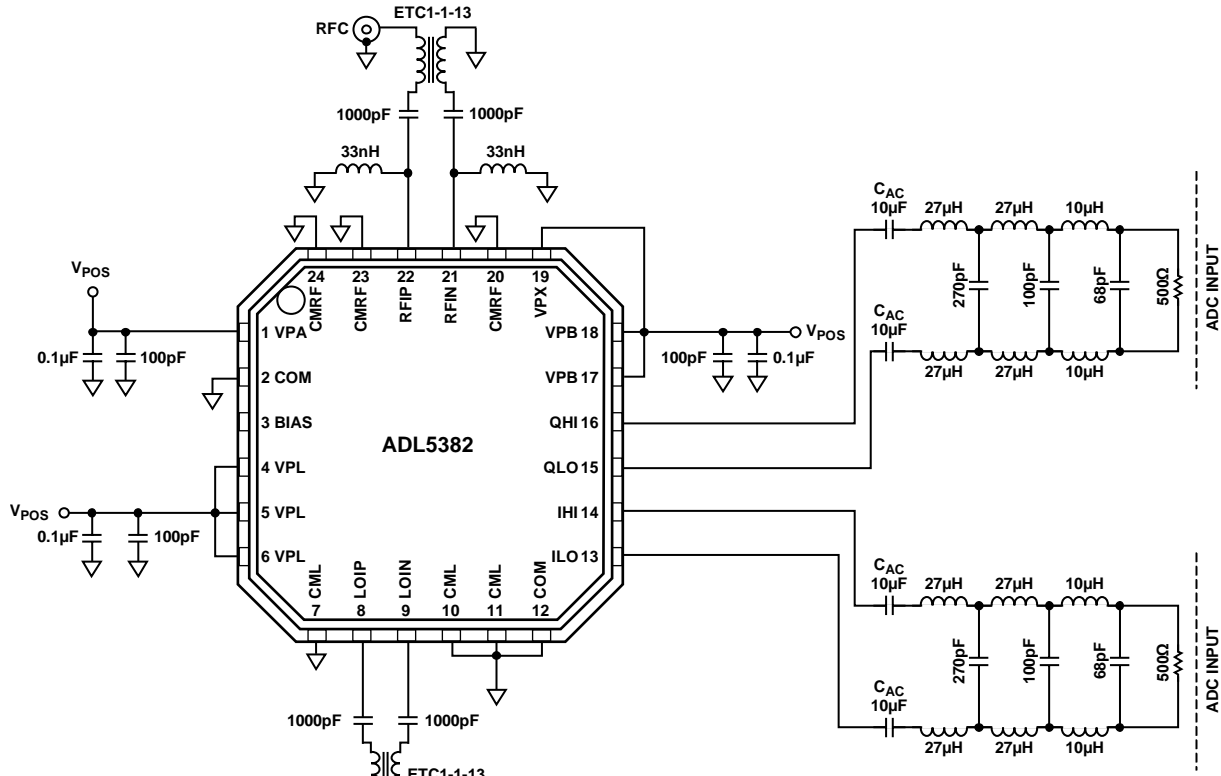 ETC1-1-13
RFC
1000pF 1000pF
33nH 33nH
24 23 22 21 20 19
CMRF CMRF RFIP RFIN CMRF VPX
VPOS
1 VPA
0.1µF 100pF
2 COM
3 BIAS
4 VPL
VPOS
5 VPL
0.1µF 100pF
6 VPL
ADL5382
VPB 18
VPOS
100pF 0.1µF
VPB 17
QHI 16
QLO 15
IHI 14
ILO 13
CML LOIP LOIN CML CML COM
7 8 9 10 11 12
1000pF 1000pF
ETC1-1-13
CAC
10µF
27µH 27µH 10µH
270pF 100pF 68pF 500Ω
ADC INPUT
CAC
10µF
27µH 27µH 10µH
CAC
10µF
27µH 27µH 10µH
270pF 100pF 68pF 500Ω
ADC INPUT
CAC
10µF
27µH 27µH 10µH